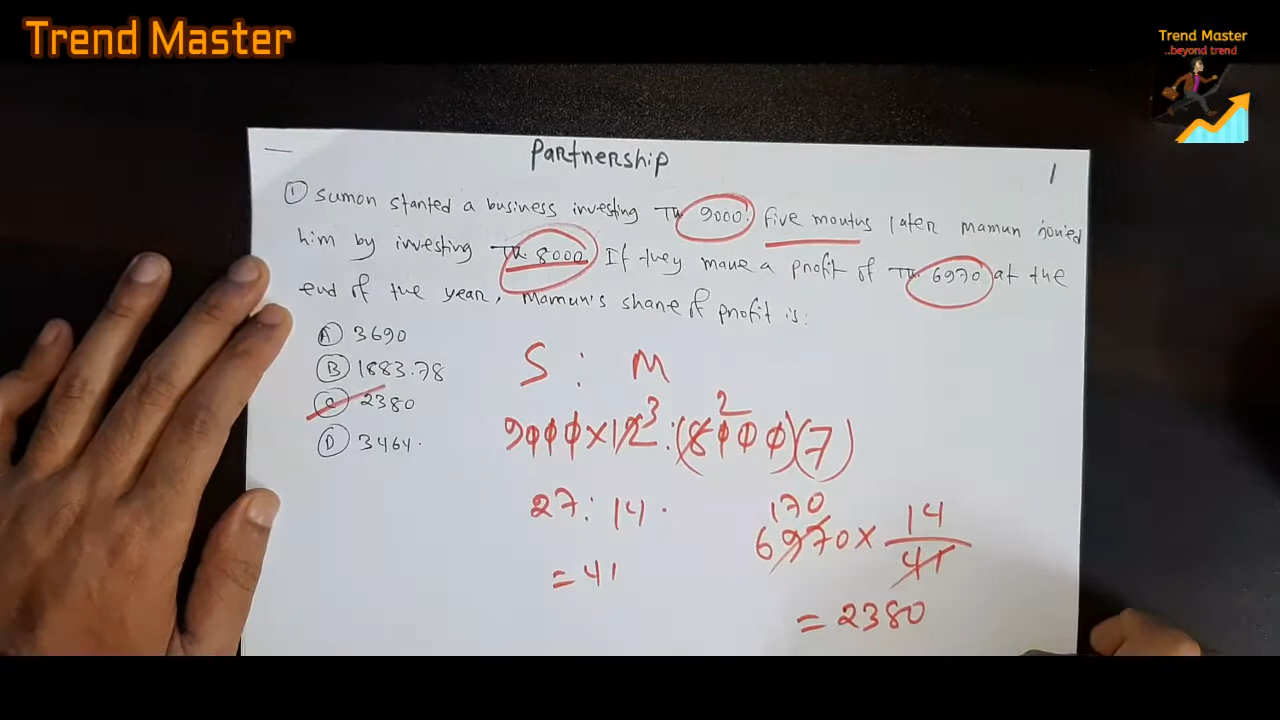 Trend Master
Trend Master
..beyond trend
Partnership
1
① Sumon started a business investing Tk 9000. Five months later mamun joined
him by investing Tk 8000. If they make a profit of Tk 6970 at the
end of the year, Mamun's share of profit is:
Ⓐ 3690
Ⓑ 1883.78
Ⓒ 2380
Ⓓ 3464.
S : M
3 2
9000 × 12 : (8000)(7)
27 : 14 .
170 14
6970 × 41
= 41
= 2380